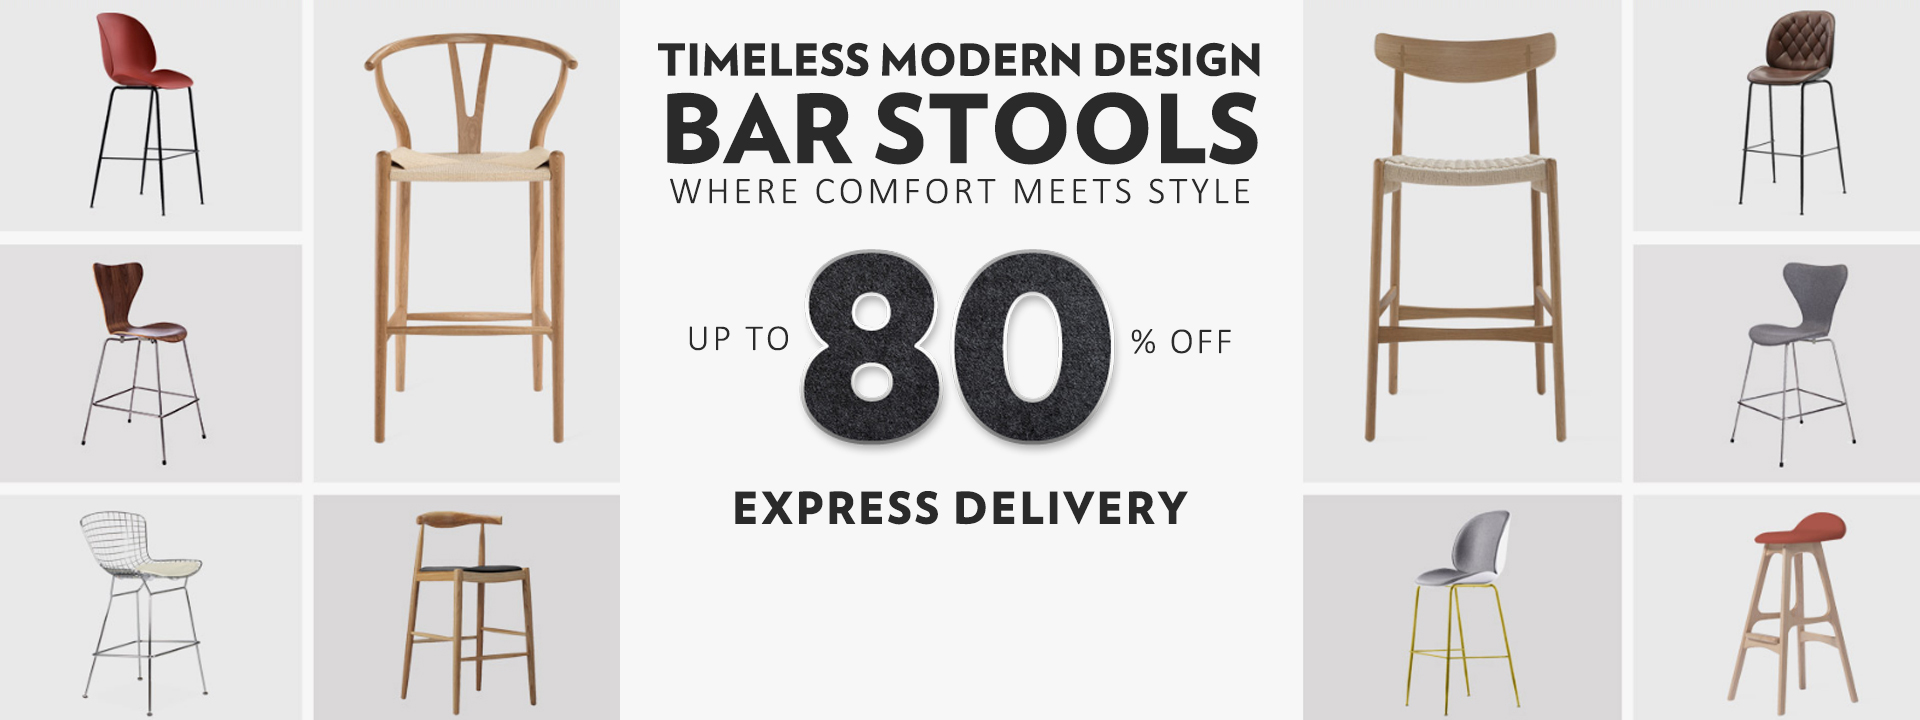 TIMELESS MODERN DESIGN
BAR STOOLS
WHERE COMFORT MEETS STYLE
UP TO 80 % OFF
EXPRESS DELIVERY